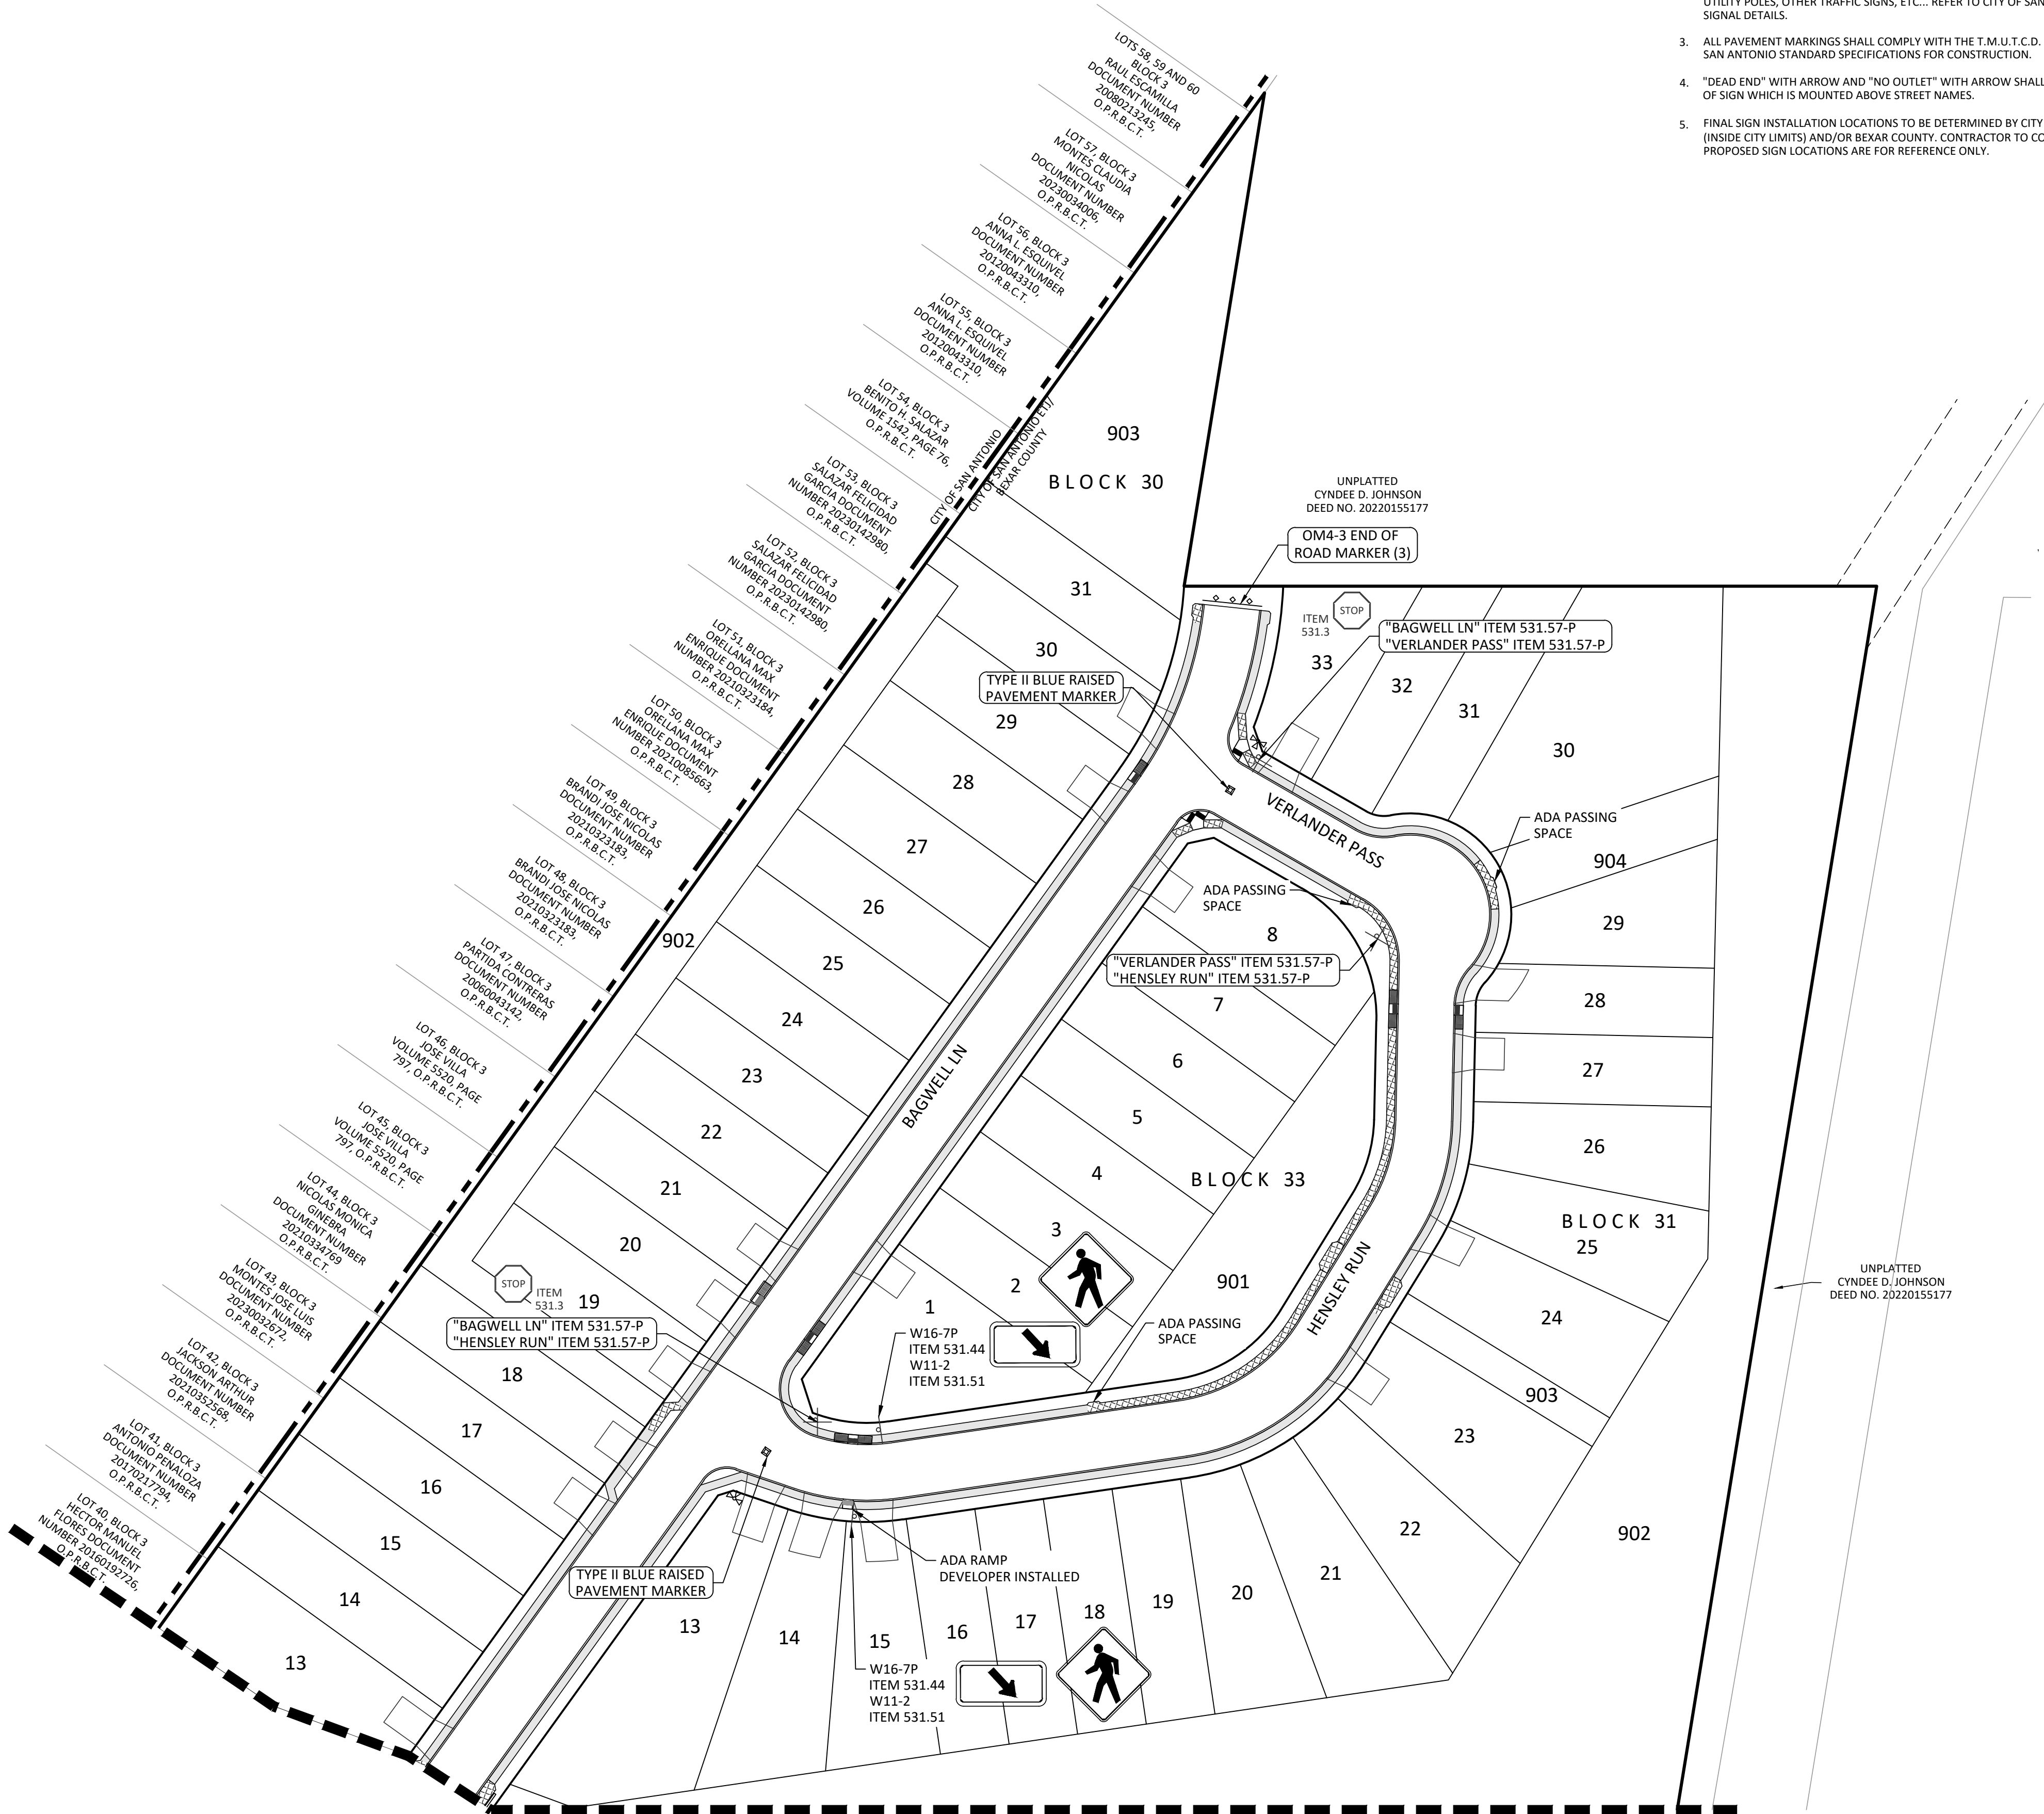 UTILITY POLES, OTHER TRAFFIC SIGNS, ETC... REFER TO CITY OF SAN
SIGNAL DETAILS.
3. ALL PAVEMENT MARKINGS SHALL COMPLY WITH THE T.M.U.T.C.D.
SAN ANTONIO STANDARD SPECIFICATIONS FOR CONSTRUCTION.
4. "DEAD END" WITH ARROW AND "NO OUTLET" WITH ARROW SHALL
OF SIGN WHICH IS MOUNTED ABOVE STREET NAMES.
5. FINAL SIGN INSTALLATION LOCATIONS TO BE DETERMINED BY CITY
(INSIDE CITY LIMITS) AND/OR BEXAR COUNTY. CONTRACTOR TO CO
PROPOSED SIGN LOCATIONS ARE FOR REFERENCE ONLY.
LOTS 58, 59 AND 60
BLOCK 3
RAUL ESCAMILLA
DOCUMENT NUMBER
20080213245,
O.P.R.B.C.T.
LOT 57, BLOCK 3
MONTES CLAUDIA
NICOLAS
DOCUMENT NUMBER
20230034006,
O.P.R.B.C.T.
LOT 56, BLOCK 3
ANNA L. ESQUIVEL
DOCUMENT NUMBER
20120043310,
O.P.R.B.C.T.
LOT 55, BLOCK 3
ANNA L. ESQUIVEL
DOCUMENT NUMBER
20120043310,
O.P.R.B.C.T.
LOT 54, BLOCK 3
BENITO H. SALAZAR
VOLUME 1542, PAGE 76,
O.P.R.B.C.T.
LOT 53, BLOCK 3
SALAZAR FELICIDAD
GARCIA DOCUMENT
NUMBER 20230142980,
O.P.R.B.C.T.
LOT 52, BLOCK 3
SALAZAR FELICIDAD
GARCIA DOCUMENT
NUMBER 20230142980,
O.P.R.B.C.T.
LOT 51, BLOCK 3
ORELLANA MAX
ENRIQUE DOCUMENT
NUMBER 20210323184,
O.P.R.B.C.T.
LOT 50, BLOCK 3
ORELLANA MAX
ENRIQUE DOCUMENT
NUMBER 20210085663,
O.P.R.B.C.T.
LOT 49, BLOCK 3
BRANDI JOSE NICOLAS
DOCUMENT NUMBER
20210323183,
O.P.R.B.C.T.
LOT 48, BLOCK 3
BRANDI JOSE NICOLAS
DOCUMENT NUMBER
20210323183,
O.P.R.B.C.T.
LOT 47, BLOCK 3
PARTIDA CONTRERAS
DOCUMENT NUMBER
20060043142,
O.P.R.B.C.T.
LOT 46, BLOCK 3
JOSE VILLA
VOLUME 5520, PAGE
797, O.P.R.B.C.T.
LOT 45, BLOCK 3
JOSE VILLA
VOLUME 5520, PAGE
797, O.P.R.B.C.T.
LOT 44, BLOCK 3
NICOLAS MONICA
GINEBRA
DOCUMENT NUMBER
20210334769
O.P.R.B.C.T.
LOT 43, BLOCK 3
MONTES JOSE LUIS
DOCUMENT NUMBER
20230032672,
O.P.R.B.C.T.
LOT 42, BLOCK 3
JACKSON ARTHUR
DOCUMENT NUMBER
20210352568,
O.P.R.B.C.T.
LOT 41, BLOCK 3
ANTONIO PENALOZA
DOCUMENT NUMBER
20170217794,
O.P.R.B.C.T.
LOT 40, BLOCK 3
HECTOR MANUEL
FLORES DOCUMENT
NUMBER 20160192726,
O.P.R.B.C.T.
CITY OF SAN ANTONIO
CITY OF SAN ANTONIO ETJ/
BEXAR COUNTY
903
BLOCK 30
UNPLATTED
CYNDEE D. JOHNSON
DEED NO. 20220155177
OM4-3 END OF
ROAD MARKER (3)
31
30
29
28
27
26
25
24
23
22
21
20
19
18
17
16
15
14
13
902
STOP
ITEM
531.3
"BAGWELL LN" ITEM 531.57-P
"VERLANDER PASS" ITEM 531.57-P
TYPE II BLUE RAISED
PAVEMENT MARKER
33
32
31
30
904
29
28
27
26
BLOCK 31
25
24
903
23
22
902
21
20
19
18
17
16
15
14
13
VERLANDER PASS
ADA PASSING
SPACE
ADA PASSING
SPACE
"VERLANDER PASS" ITEM 531.57-P
"HENSLEY RUN" ITEM 531.57-P
8
7
6
5
4
3
2
1
BLOCK 33
901
BAGWELL LN
HENSLEY RUN
ADA PASSING
SPACE
W16-7P
ITEM 531.44
W11-2
ITEM 531.51
STOP
ITEM
531.3
"BAGWELL LN" ITEM 531.57-P
"HENSLEY RUN" ITEM 531.57-P
TYPE II BLUE RAISED
PAVEMENT MARKER
ADA RAMP
DEVELOPER INSTALLED
W16-7P
ITEM 531.44
W11-2
ITEM 531.51
UNPLATTED
CYNDEE D. JOHNSON
DEED NO. 20220155177